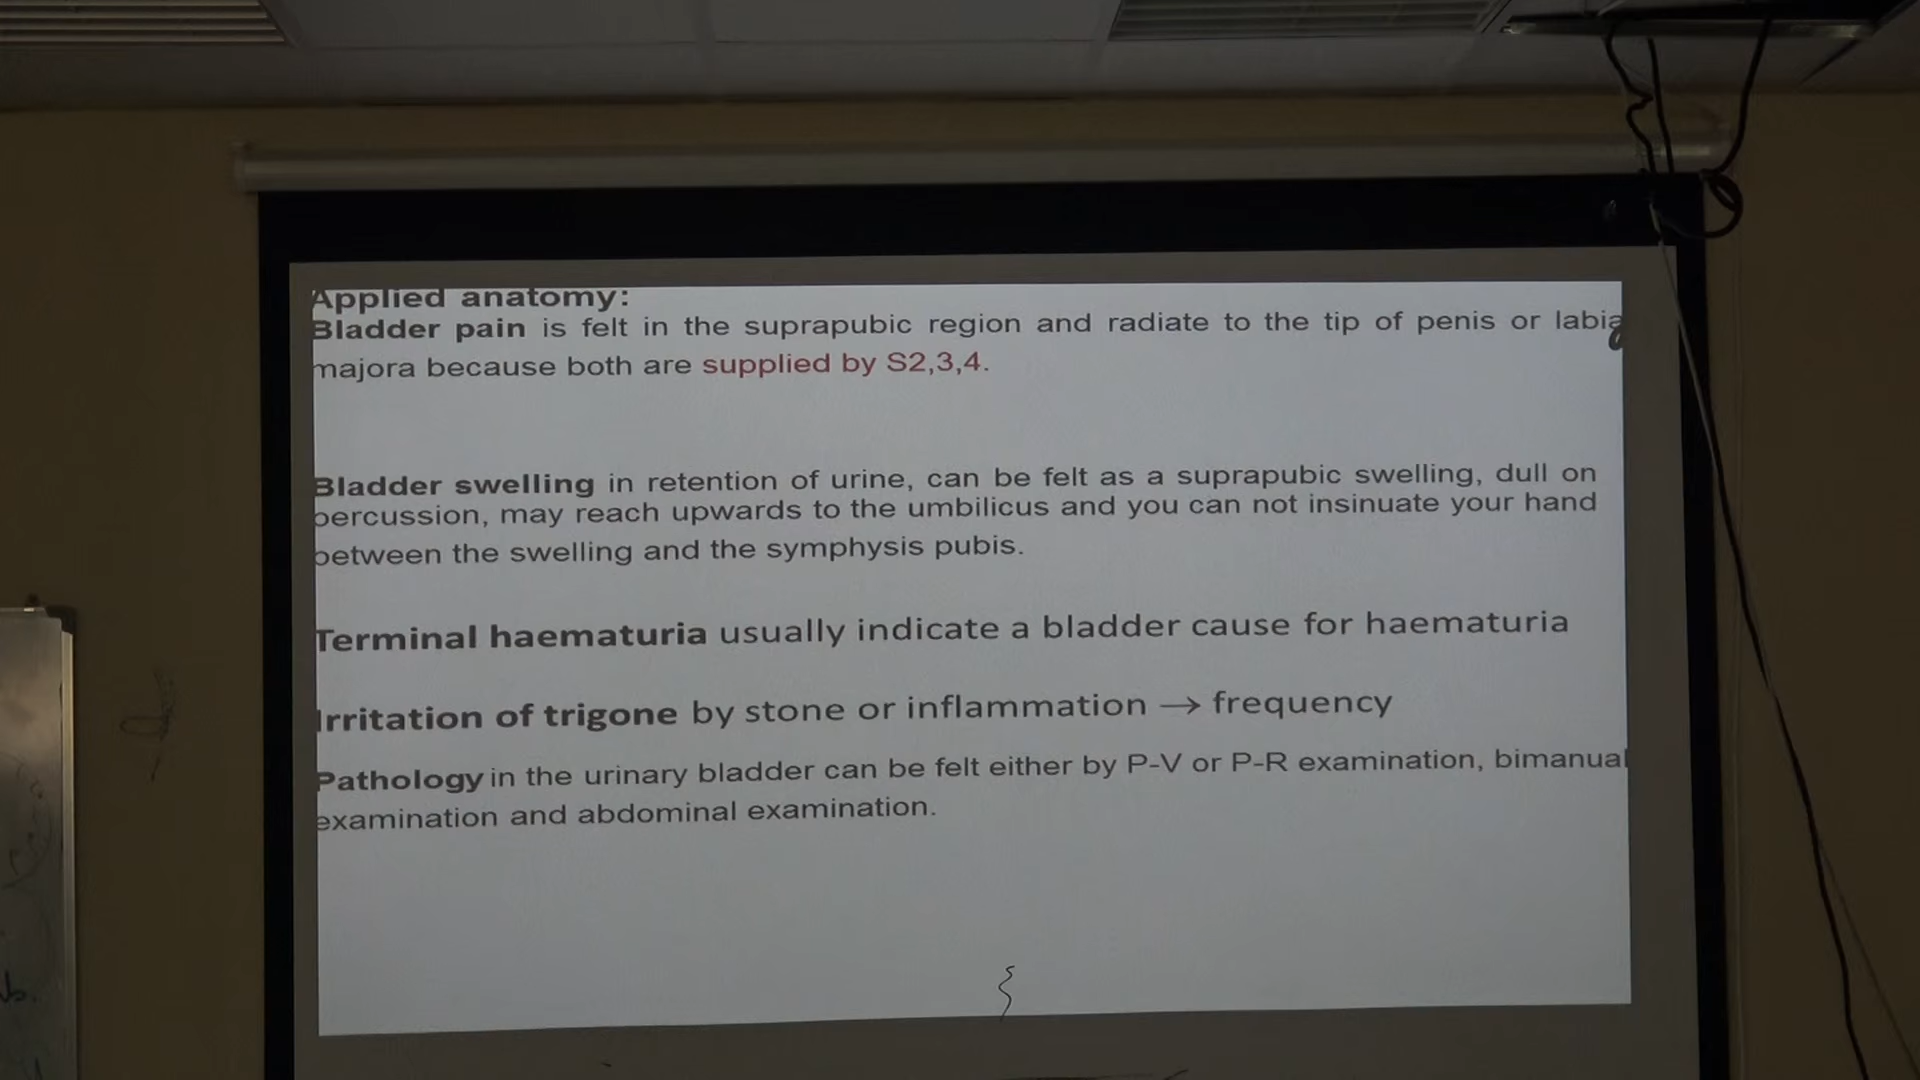 Applied anatomy:
Bladder pain is felt in the suprapubic region and radiate to the tip of penis or labia
majora because both are supplied by S2,3,4.
Bladder swelling in retention of urine, can be felt as a suprapubic swelling, dull on
percussion, may reach upwards to the umbilicus and you can not insinuate your hand
between the swelling and the symphysis pubis.
Terminal haematuria usually indicate a bladder cause for haematuria
Irritation of trigone by stone or inflammation → frequency
Pathology in the urinary bladder can be felt either by P-V or P-R examination, bimanual
examination and abdominal examination.